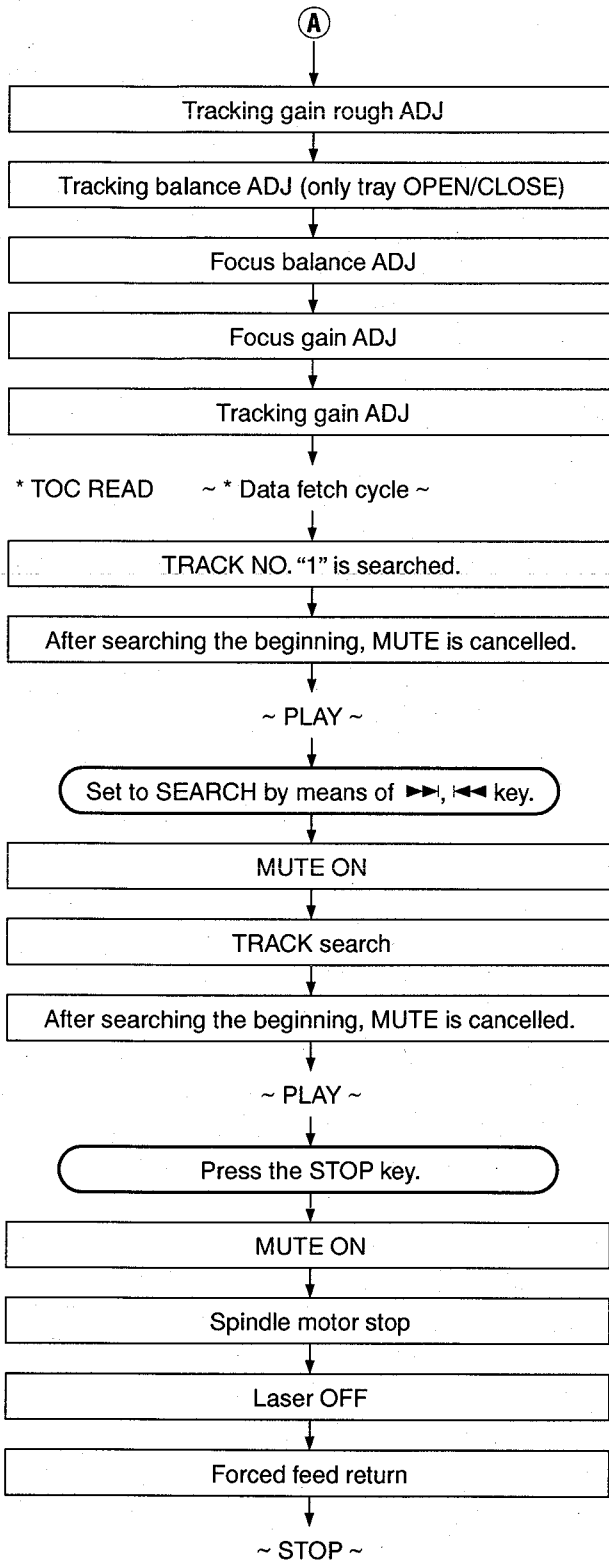 A
Tracking gain rough ADJ
Tracking balance ADJ (only tray OPEN/CLOSE)
Focus balance ADJ
Focus gain ADJ
Tracking gain ADJ
* TOC READ ~ * Data fetch cycle ~
TRACK NO. “1” is searched.
After searching the beginning, MUTE is cancelled.
~ PLAY ~
Set to SEARCH by means of ▶▶|, |◀◀ key.
MUTE ON
TRACK search
After searching the beginning, MUTE is cancelled.
~ PLAY ~
Press the STOP key.
MUTE ON
Spindle motor stop
Laser OFF
Forced feed return
~ STOP ~